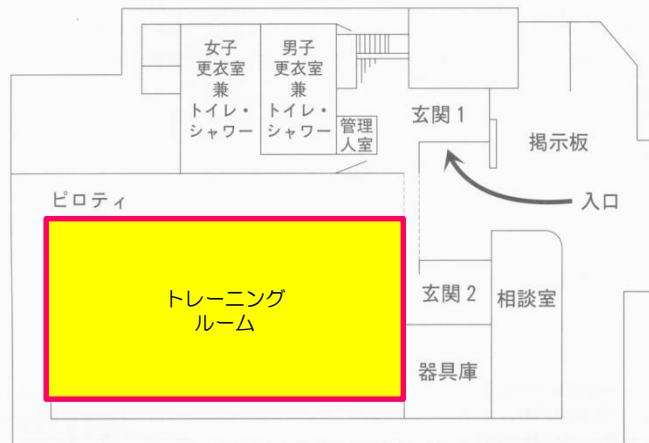 女子
更衣室
兼
トイレ・
シャワー
男子
更衣室
兼
トイレ・
シャワー
管理
人室
玄関1
掲示板
入口
ピロティ
トレーニング
ルーム
玄関2
相談室
器具庫